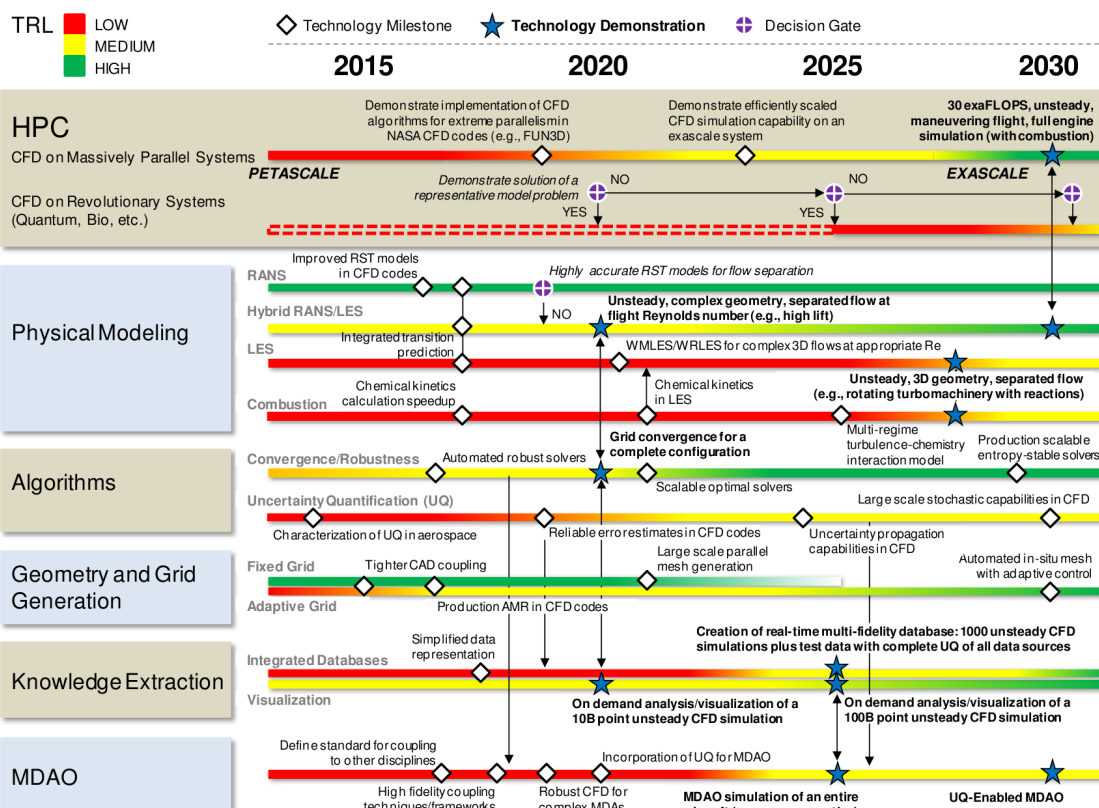 TRL
LOW
MEDIUM
HIGH
Technology Milestone
Technology Demonstration
Decision Gate
2015
2020
2025
2030
HPC
CFD on Massively Parallel Systems
CFD on Revolutionary Systems
(Quantum, Bio, etc.)
Demonstrate implementation of CFD
algorithms for extreme parallelism in
NASA CFD codes (e.g., FUN3D)
Demonstrate efficiently scaled
CFD simulation capability on an
exascale system
30 exaFLOPS, unsteady,
maneuvering flight, full engine
simulation (with combustion)
PETASCALE
EXASCALE
Demonstrate solution of a
representative model problem
NO
NO
YES
YES
Physical Modeling
RANS
Improved RST models
in CFD codes
Highly accurate RST models for flow separation
Hybrid RANS/LES
NO
Unsteady, complex geometry, separated flow at
flight Reynolds number (e.g., high lift)
LES
Integrated transition
prediction
WMLES/WRLES for complex 3D flows at appropriate Re
Unsteady, 3D geometry, separated flow
(e.g., rotating turbomachinery with reactions)
Combustion
Chemical kinetics
calculation speedup
Chemical kinetics
in LES
Multi-regime
turbulence-chemistry
interaction model
Algorithms
Convergence/Robustness
Automated robust solvers
Grid convergence for a
complete configuration
Scalable optimal solvers
Production scalable
entropy-stable solvers
Uncertainty Quantification (UQ)
Characterization of UQ in aerospace
Reliable error estimates in CFD codes
Uncertainty propagation
capabilities in CFD
Large scale stochastic capabilities in CFD
Geometry and Grid
Generation
Fixed Grid
Tighter CAD coupling
Large scale parallel
mesh generation
Automated in-situ mesh
with adaptive control
Adaptive Grid
Production AMR in CFD codes
Knowledge Extraction
Integrated Databases
Simplified data
representation
Creation of real-time multi-fidelity database: 1000 unsteady CFD
simulations plus test data with complete UQ of all data sources
Visualization
On demand analysis/visualization of a
10B point unsteady CFD simulation
On demand analysis/visualization of a
100B point unsteady CFD simulation
MDAO
Define standard for coupling
to other disciplines
High fidelity coupling
techniques/frameworks
Incorporation of UQ for MDAO
Robust CFD for
complex MDAs
MDAO simulation of an entire
UQ-Enabled MDAO